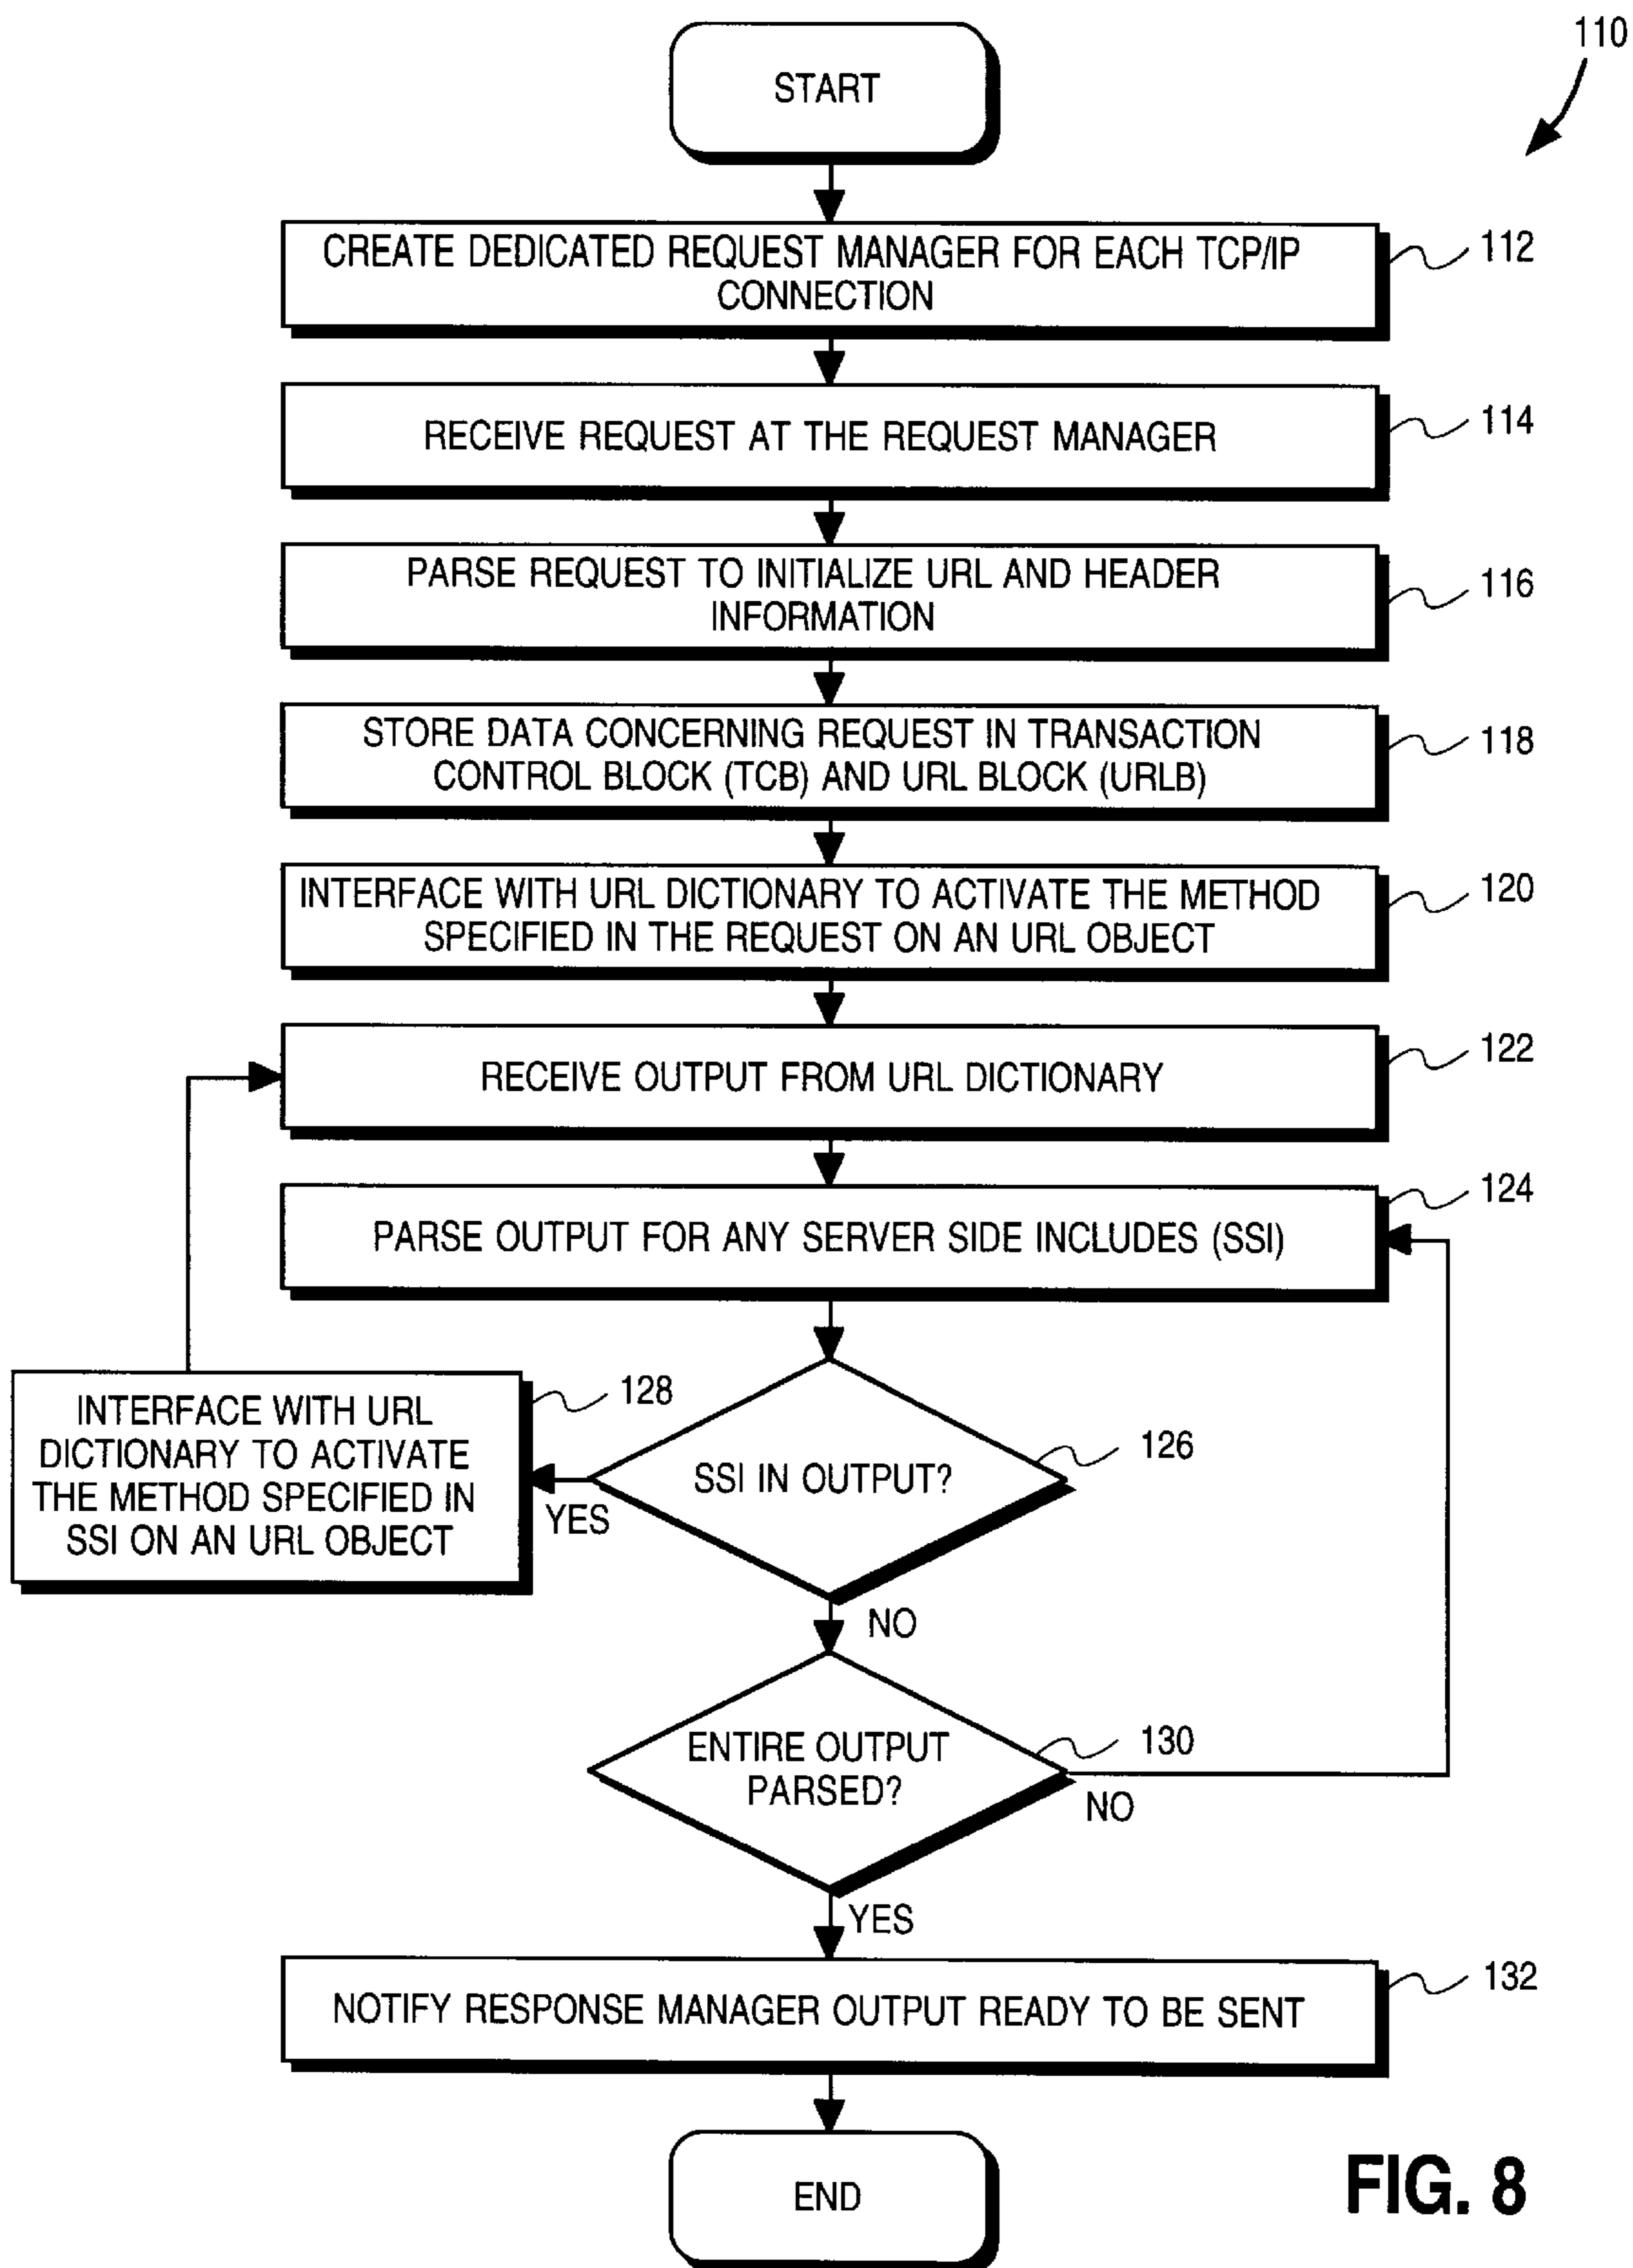 110
START
CREATE DEDICATED REQUEST MANAGER FOR EACH TCP/IP
CONNECTION
112
RECEIVE REQUEST AT THE REQUEST MANAGER
114
PARSE REQUEST TO INITIALIZE URL AND HEADER
INFORMATION
116
STORE DATA CONCERNING REQUEST IN TRANSACTION
CONTROL BLOCK (TCB) AND URL BLOCK (URLB)
118
INTERFACE WITH URL DICTIONARY TO ACTIVATE THE METHOD
SPECIFIED IN THE REQUEST ON AN URL OBJECT
120
RECEIVE OUTPUT FROM URL DICTIONARY
122
PARSE OUTPUT FOR ANY SERVER SIDE INCLUDES (SSI)
124
SSI IN OUTPUT?
126
YES
INTERFACE WITH URL
DICTIONARY TO ACTIVATE
THE METHOD SPECIFIED IN
SSI ON AN URL OBJECT
128
NO
ENTIRE OUTPUT
PARSED?
130
NO
YES
NOTIFY RESPONSE MANAGER OUTPUT READY TO BE SENT
132
END
FIG. 8